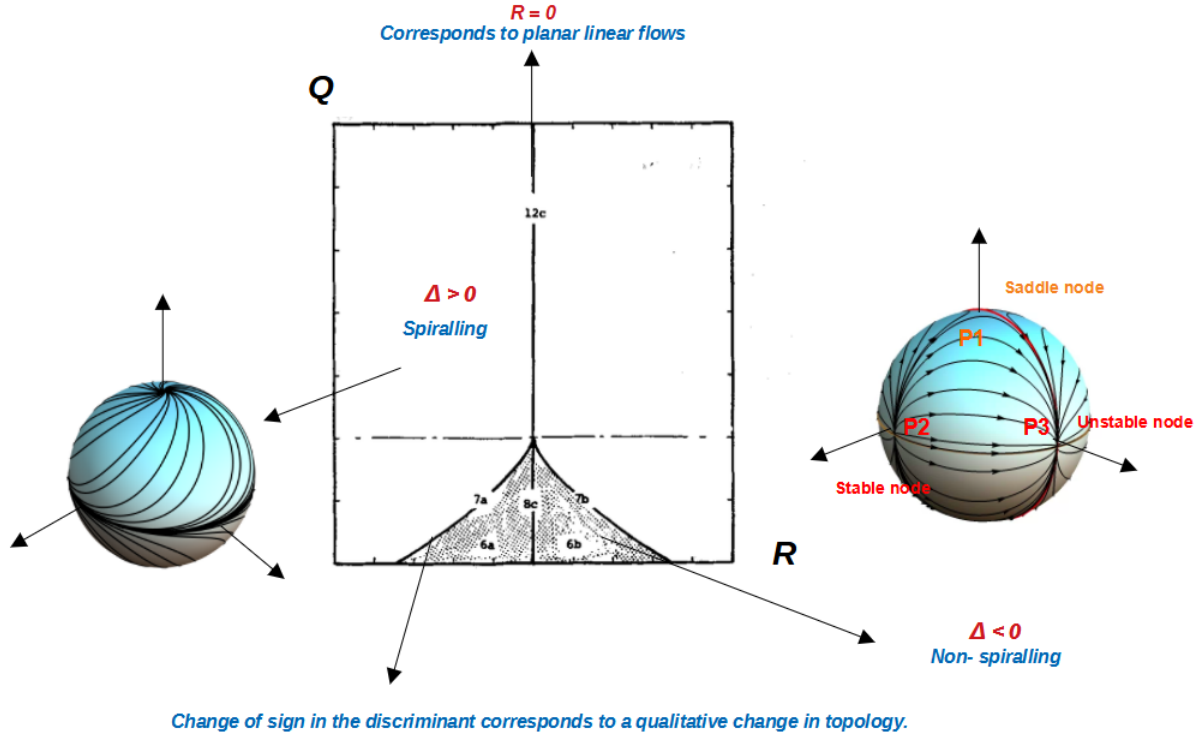 R = 0
Corresponds to planar linear flows
Q
12c
Δ > 0
Spiralling
Saddle node
P1
P2
P3
Unstable node
Stable node
7a
8c
7b
6a
6b
R
Δ < 0
Non- spiralling
Change of sign in the discriminant corresponds to a qualitative change in topology.